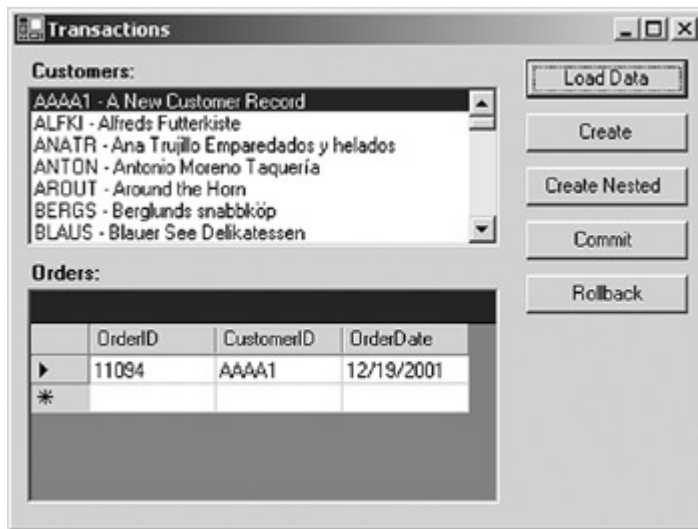 Transactions
Customers:
AAAA1 - A New Customer Record
ALFKI - Alfreds Futterkiste
ANATR - Ana Trujillo Emparedados y helados
ANTON - Antonio Moreno Taquería
AROUT - Around the Horn
BERGS - Berglunds snabbköp
BLAUS - Blauer See Delikatessen
Load Data
Create
Create Nested
Commit
Rollback
Orders:
OrderID CustomerID OrderDate
11094 AAAA1 12/19/2001